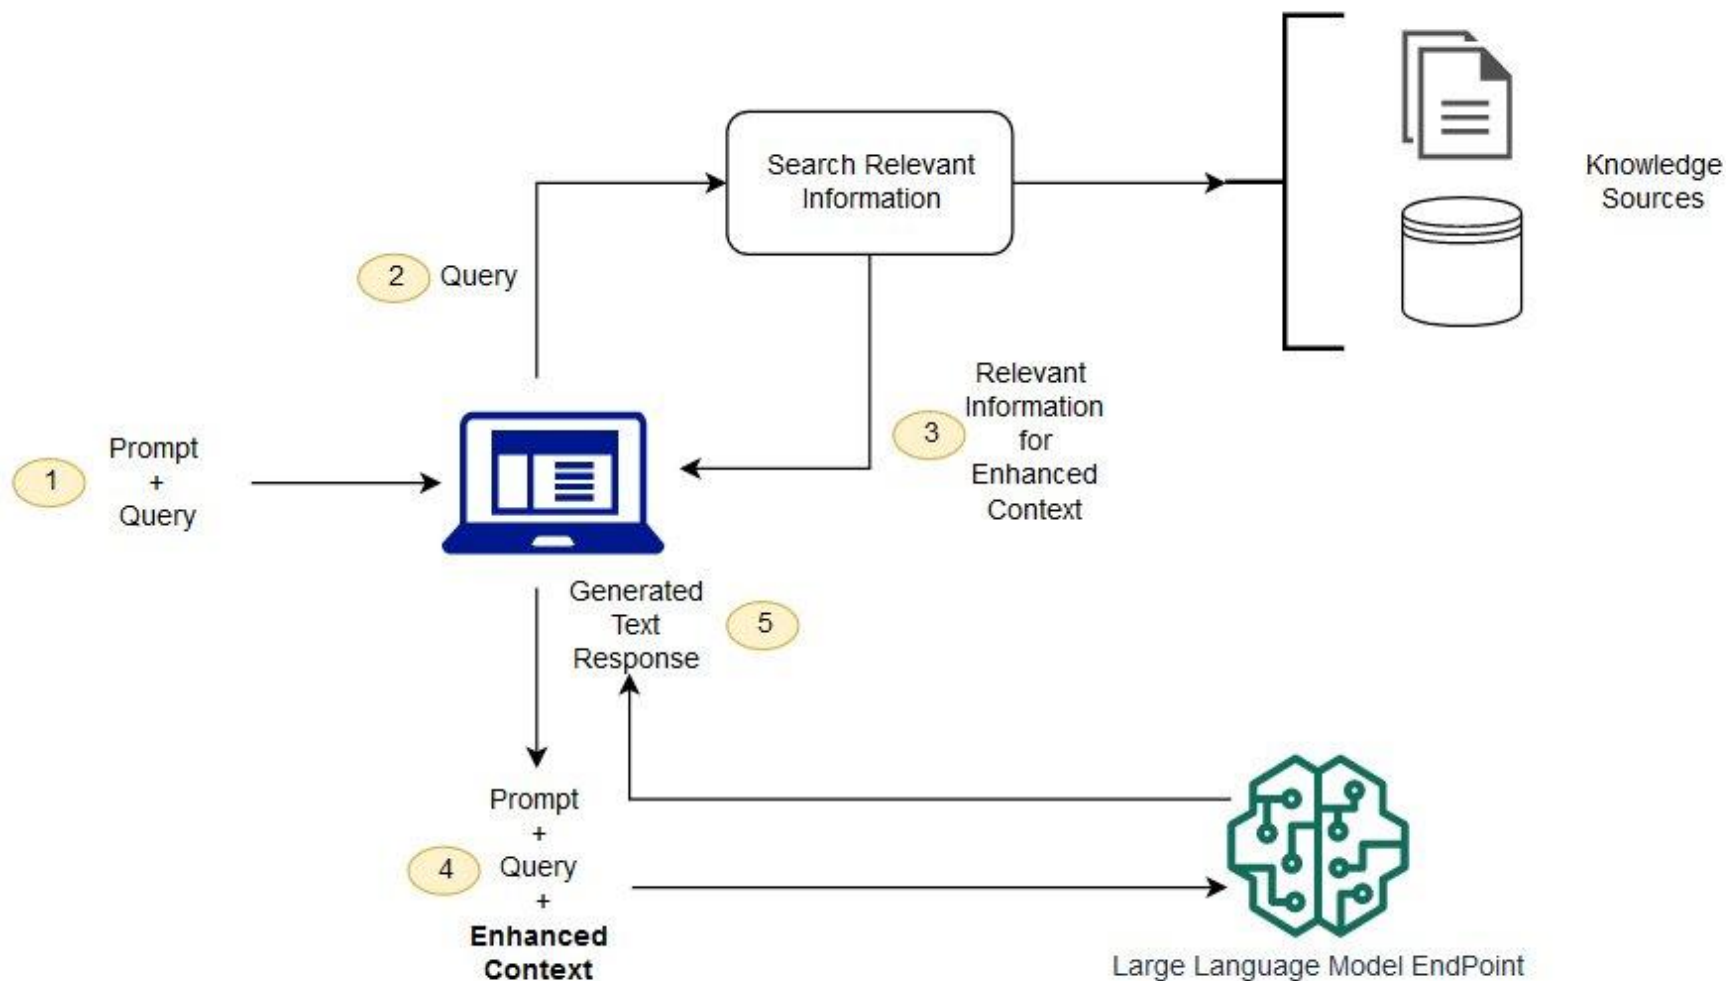 Search Relevant
Information
Knowledge
Sources
2 Query
Relevant
Information
3 for
Enhanced
Context
1 Prompt
+
Query
Generated
Text 5
Response
Prompt
+
4 Query
+
Enhanced
Context
Large Language Model EndPoint